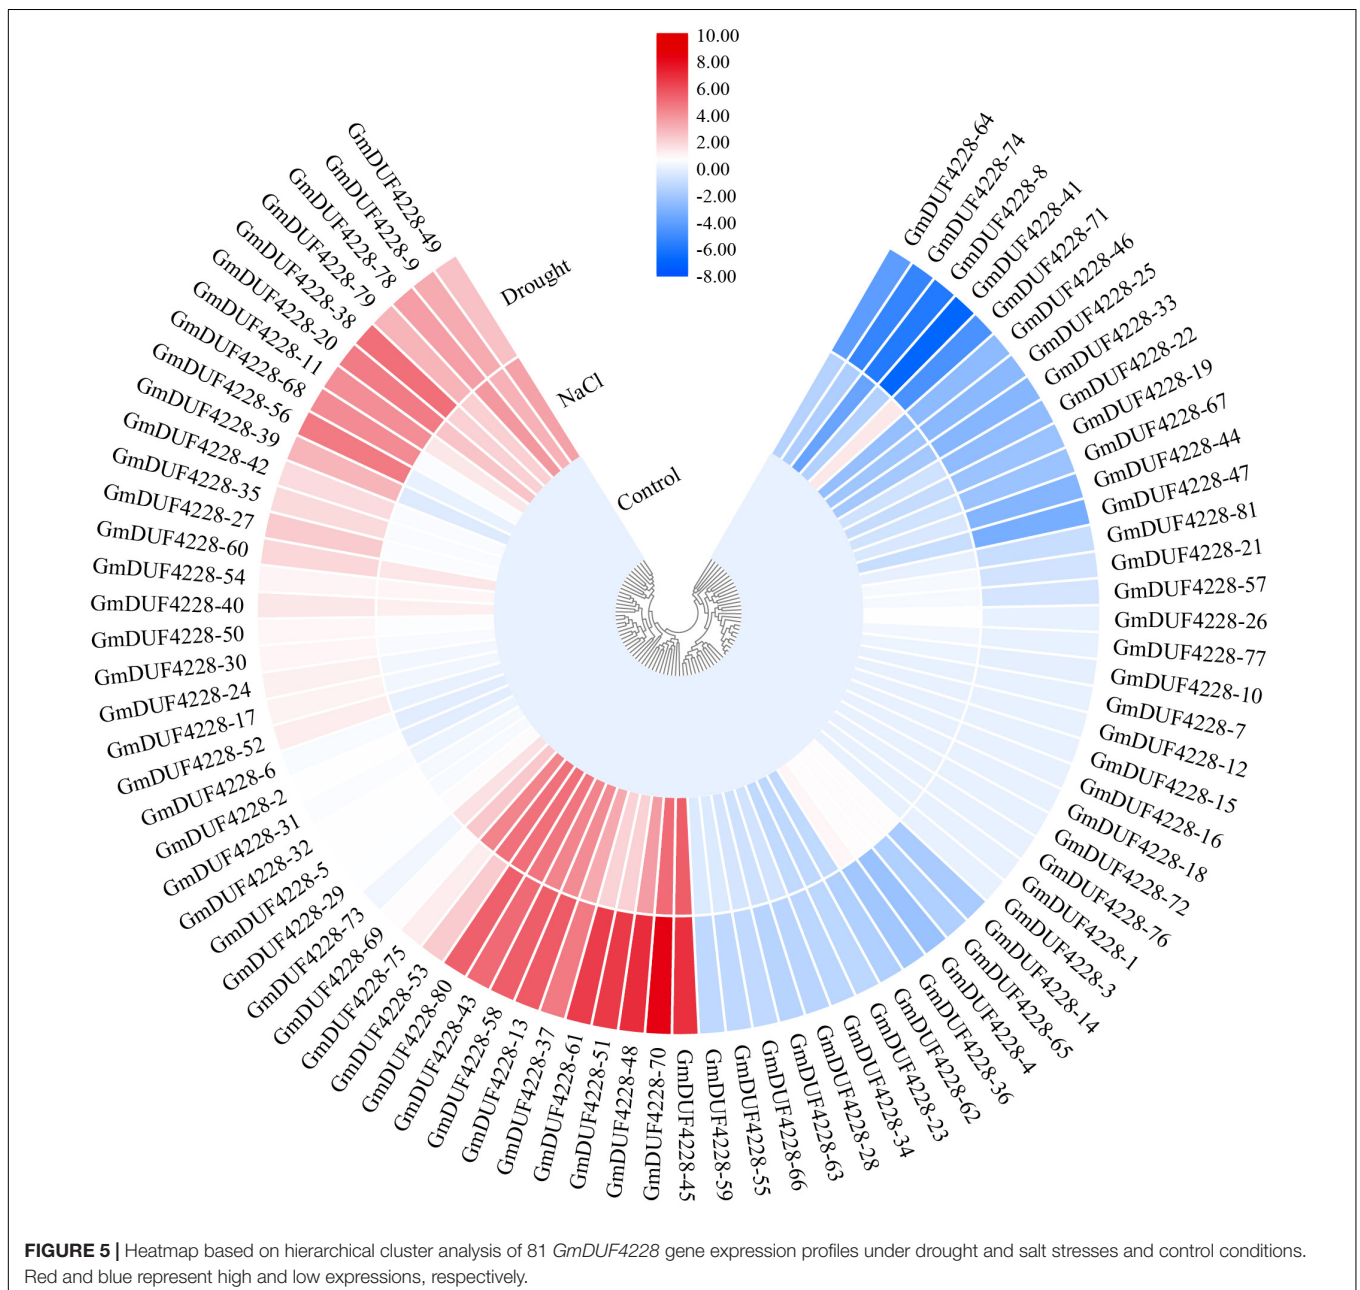 10.00
8.00
6.00
4.00
2.00
0.00
-2.00
-4.00
-6.00
-8.00
Drought
NaCl
Control
GmDUF4228-64
GmDUF4228-74
GmDUF4228-8
GmDUF4228-41
GmDUF4228-71
GmDUF4228-46
GmDUF4228-25
GmDUF4228-33
GmDUF4228-22
GmDUF4228-19
GmDUF4228-67
GmDUF4228-44
GmDUF4228-47
GmDUF4228-81
GmDUF4228-21
GmDUF4228-57
GmDUF4228-26
GmDUF4228-77
GmDUF4228-10
GmDUF4228-7
GmDUF4228-12
GmDUF4228-15
GmDUF4228-16
GmDUF4228-18
GmDUF4228-72
GmDUF4228-76
GmDUF4228-1
GmDUF4228-3
GmDUF4228-14
GmDUF4228-65
GmDUF4228-4
GmDUF4228-36
GmDUF4228-62
GmDUF4228-23
GmDUF4228-34
GmDUF4228-28
GmDUF4228-63
GmDUF4228-66
GmDUF4228-55
GmDUF4228-59
GmDUF4228-45
GmDUF4228-70
GmDUF4228-48
GmDUF4228-51
GmDUF4228-61
GmDUF4228-37
GmDUF4228-13
GmDUF4228-58
GmDUF4228-43
GmDUF4228-80
GmDUF4228-53
GmDUF4228-75
GmDUF4228-69
GmDUF4228-73
GmDUF4228-29
GmDUF4228-5
GmDUF4228-32
GmDUF4228-31
GmDUF4228-2
GmDUF4228-6
GmDUF4228-52
GmDUF4228-17
GmDUF4228-24
GmDUF4228-30
GmDUF4228-50
GmDUF4228-40
GmDUF4228-54
GmDUF4228-60
GmDUF4228-27
GmDUF4228-35
GmDUF4228-42
GmDUF4228-39
GmDUF4228-56
GmDUF4228-68
GmDUF4228-11
GmDUF4228-20
GmDUF4228-38
GmDUF4228-79
GmDUF4228-78
GmDUF4228-9
GmDUF4228-49
FIGURE 5 | Heatmap based on hierarchical cluster analysis of 81 GmDUF4228 gene expression profiles under drought and salt stresses and control conditions.
Red and blue represent high and low expressions, respectively.